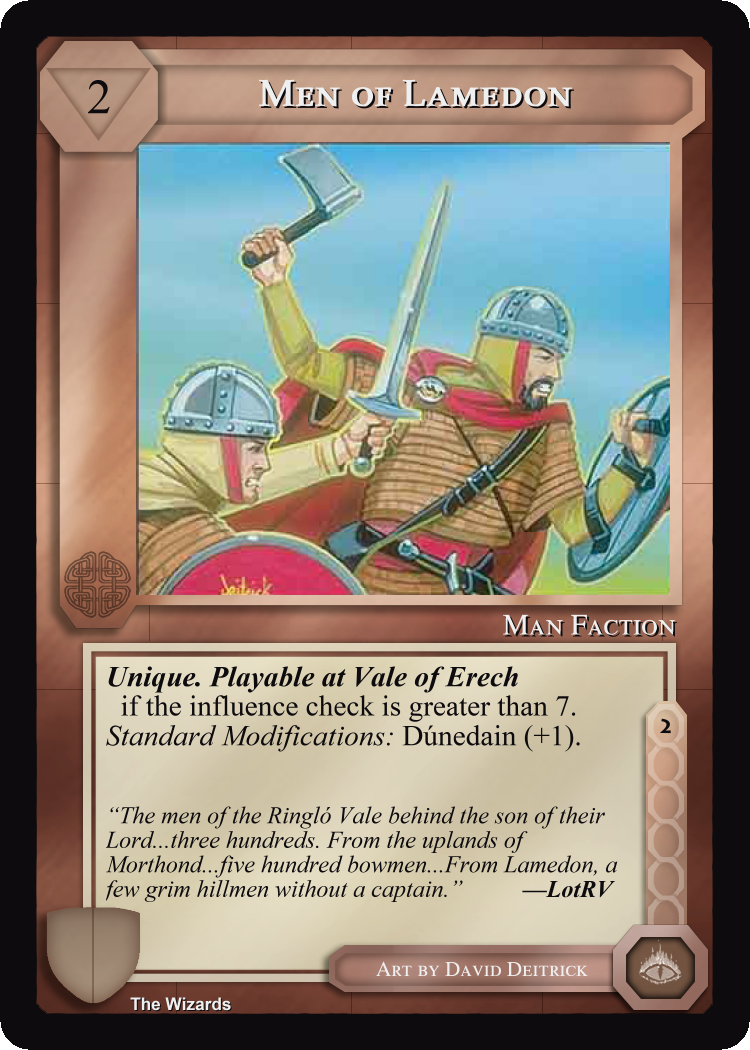 2
Men of Lamedon
deitrick
Man Faction
Unique. Playable at Vale of Erech
if the influence check is greater than 7.
Standard Modifications: Dúnedain (+1).
2
“The men of the Ringló Vale behind the son of their
Lord...three hundreds. From the uplands of
Morthond...five hundred bowmen...From Lamedon, a
few grim hillmen without a captain.” —LotRV
Art by David Deitrick
The Wizards